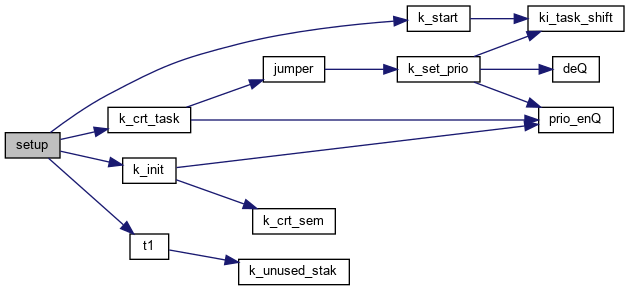 k_start
ki_task_shift
jumper
k_set_prio
deQ
k_crt_task
prio_enQ
setup
k_init
k_crt_sem
t1
k_unused_stak